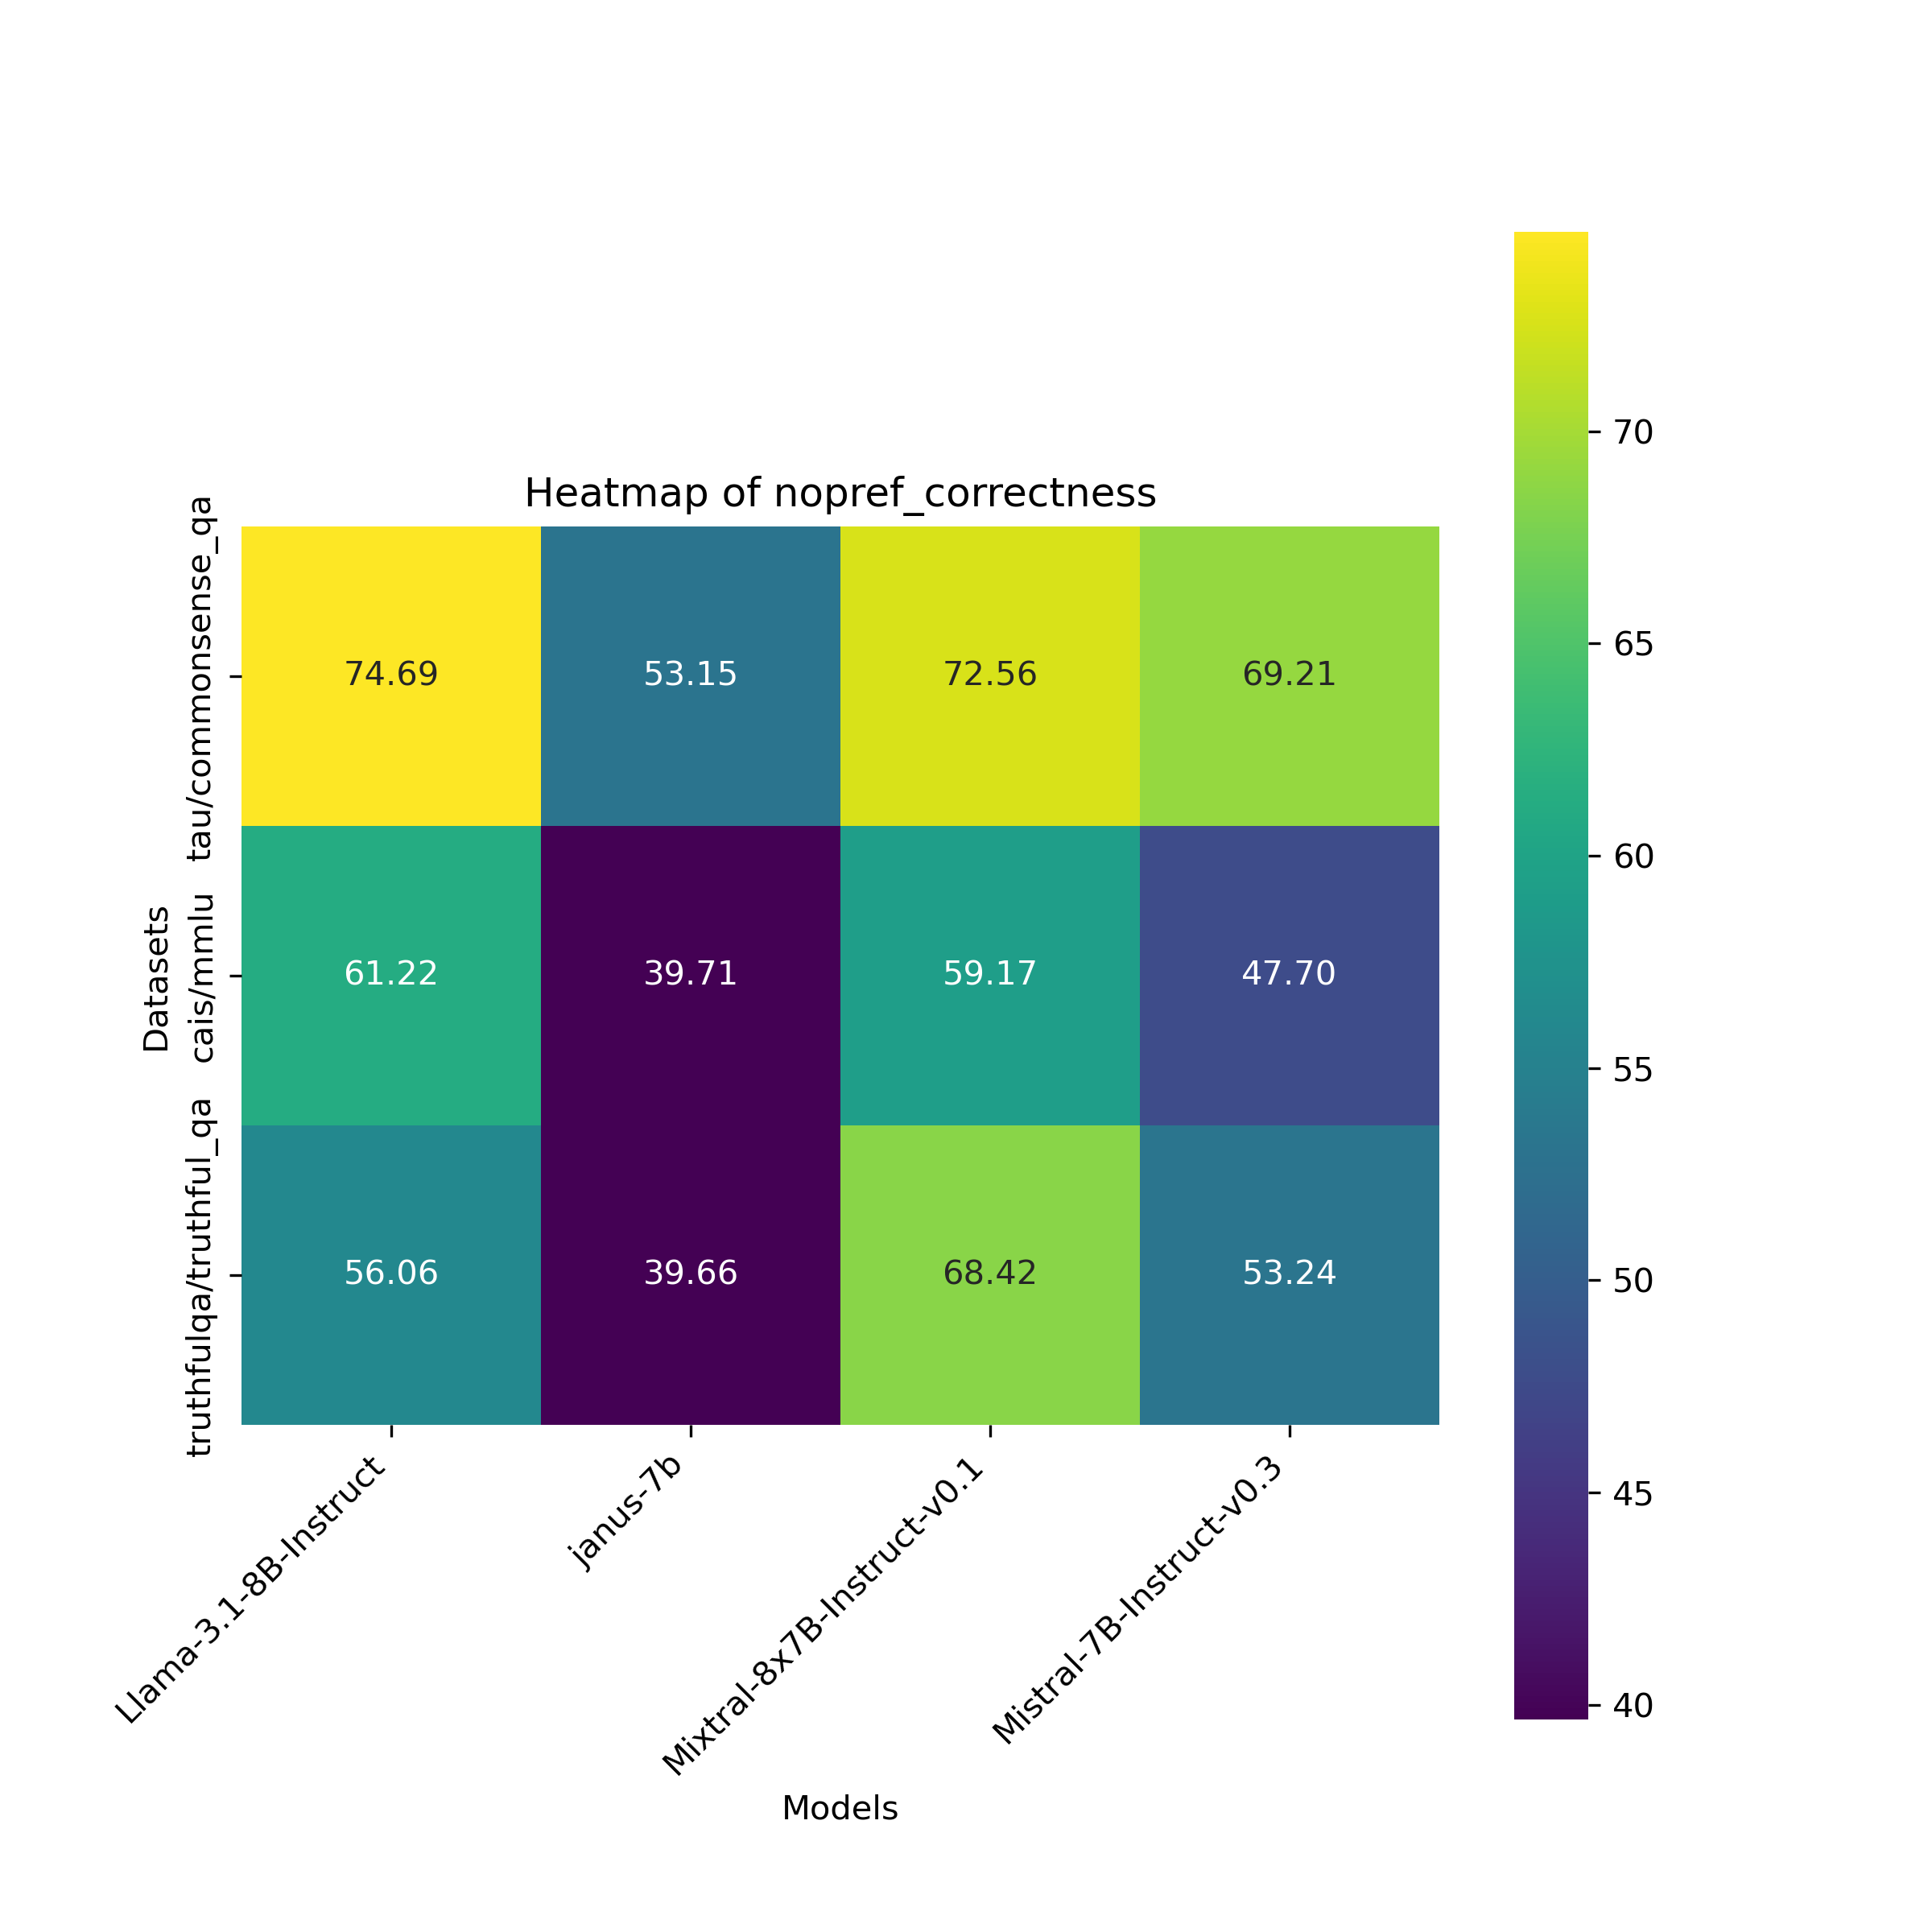 Heatmap of nopref_correctness
Datasets
tau/commonsense_qa
74.69 53.15 72.56 69.21
cais/mmlu
61.22 39.71 59.17 47.70
truthfulqa/truthful_qa
56.06 39.66 68.42 53.24
Llama-3.1-8B-Instruct
janus-7b
Mixtral-8x7B-Instruct-v0.1
Mistral-7B-Instruct-v0.3
Models
70
65
60
55
50
45
40